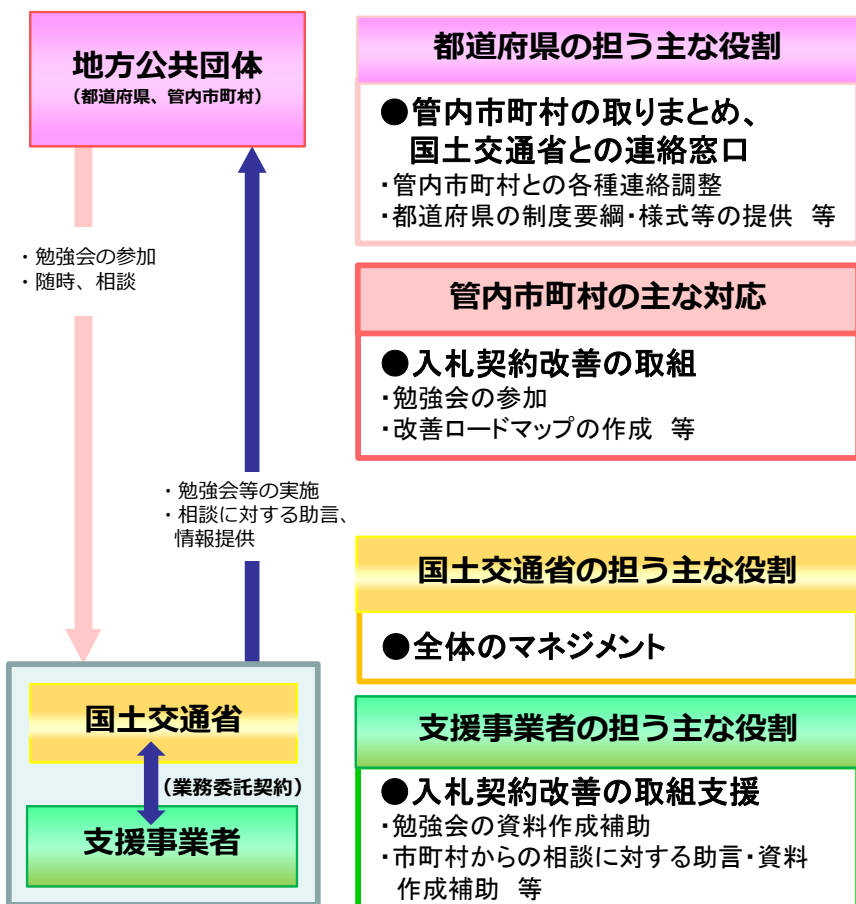 地方公共団体
（都道府県、管内市町村）
・勉強会の参加
・随時、相談
・勉強会等の実施
・相談に対する助言、
情報提供
国土交通省
（業務委託契約）
支援事業者
都道府県の担う主な役割
●管内市町村の取りまとめ、
国土交通省との連絡窓口
・管内市町村との各種連絡調整
・都道府県の制度要綱・様式等の提供 等
管内市町村の主な対応
●入札契約改善の取組
・勉強会の参加
・改善ロードマップの作成 等
国土交通省の担う主な役割
●全体のマネジメント
支援事業者の担う主な役割
●入札契約改善の取組支援
・勉強会の資料作成補助
・市町村からの相談に対する助言・資料
作成補助 等